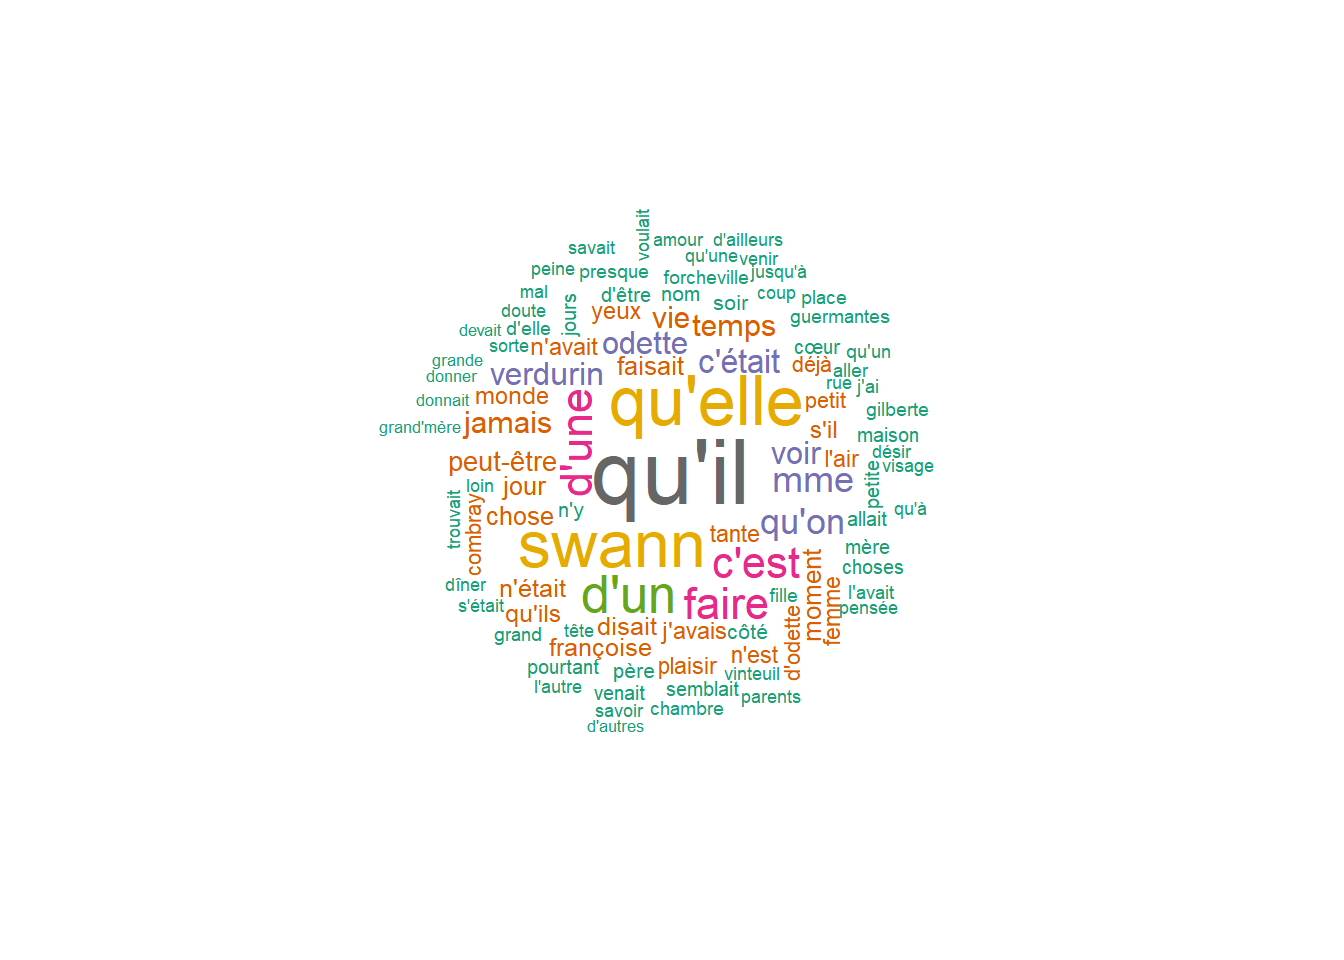 voulait
savait
amour
d'ailleurs
qu'une
venir
peine
presque
forcheville
jusqu'à
mal
d'être
nom
soir
coup
place
doute
jours
yeux
vie
temps
guermantes
devait
d'elle
sorte
n'avait
odette
c'était
cœur
qu'un
grande
donner
verdurin
faisait
déjà
aller
rue
j'ai
donnait
monde
qu'elle
petit
gilberte
grand'mère
jamais
d'une
s'il
maison
peut-être
qu'il
voir
l'air
désir
visage
loin
jour
mme
petite
trouvait
combray
chose
n'y
qu'on
allait
qu'à
swann
tante
mère
c'est
choses
dîner
n'était
d'un
faire
fille
moment
femme
l'avait
pensée
s'était
qu'ils
grand
tête
disait
j'avais
côté
d'odette
françoise
n'est
pourtant
père
plaisir
vinteuil
l'autre
venait
semblait
parents
savoir
chambre
d'autres